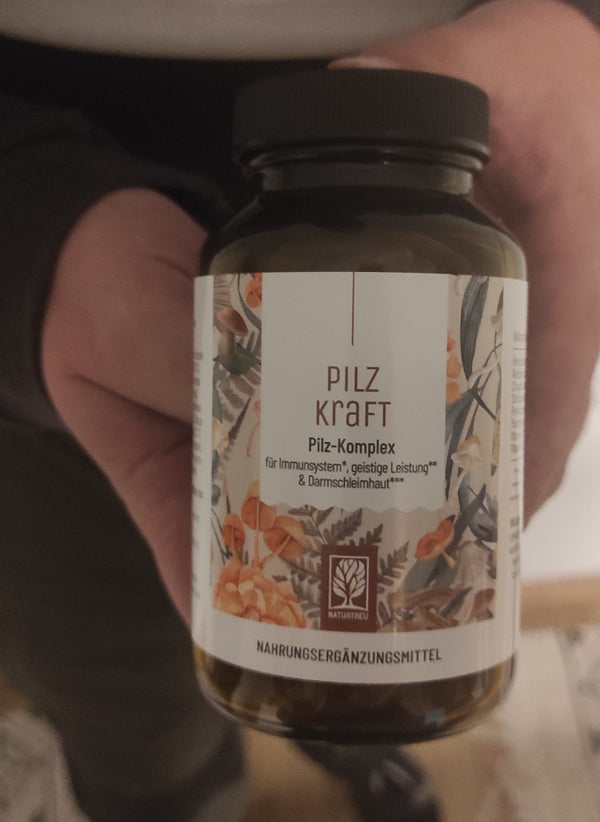 PILZ
KRAFT
Pilz-Komplex
für Immunsystem*, geistige Leistung**
& Darmschleimhaut***
NATURTREU
NAHRUNGSERGÄNZUNGSMITTEL